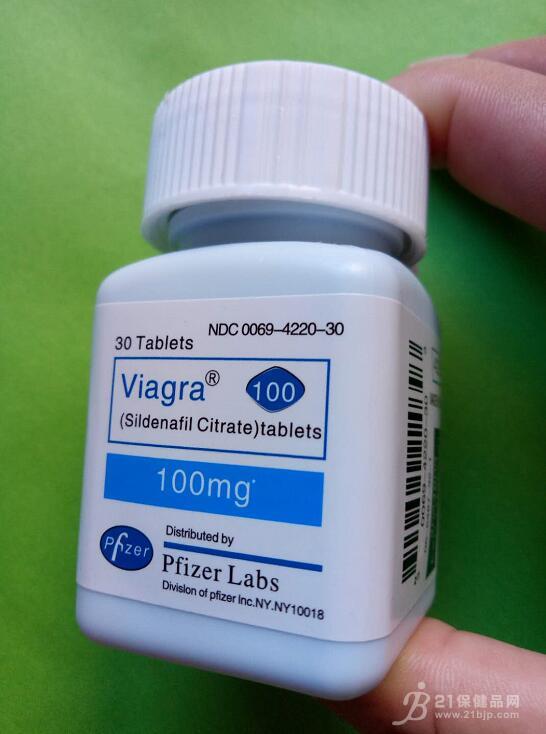 NDC 0069-4220-30
30 Tablets
Viagra® 100
(Sildenafil Citrate)tablets
100mg*
Pfizer
Distributed by
Pfizer Labs
Division of pfizer Inc.NY.NY10018
21保健品网
www.21bjp.com